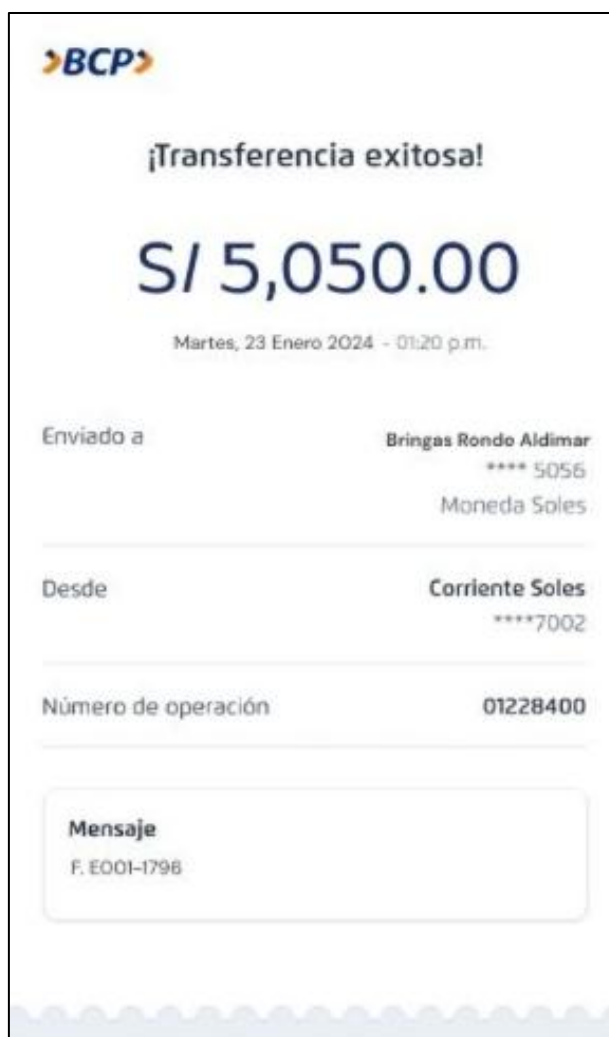 BCP
¡Transferencia exitosa!
S/ 5,050.00
Martes, 23 Enero 2024 - 01:20 p.m.
Enviado a Bringas Rondo Aldimar
**** 5056
Moneda Soles
Desde Corriente Soles
****7002
Número de operación 01228400
Mensaje
F. E001-1796